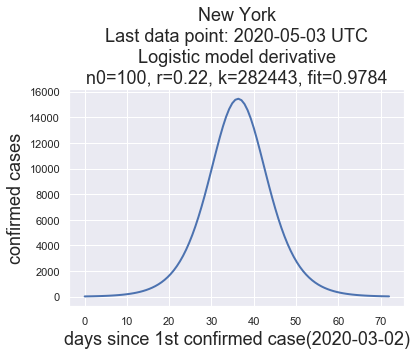 New York
Last data point: 2020-05-03 UTC
Logistic model derivative
n0=100, r=0.22, k=282443, fit=0.9784
16000
14000
12000
10000
8000
6000
4000
2000
0
confirmed cases
0 10 20 30 40 50 60 70
days since 1st confirmed case(2020-03-02)